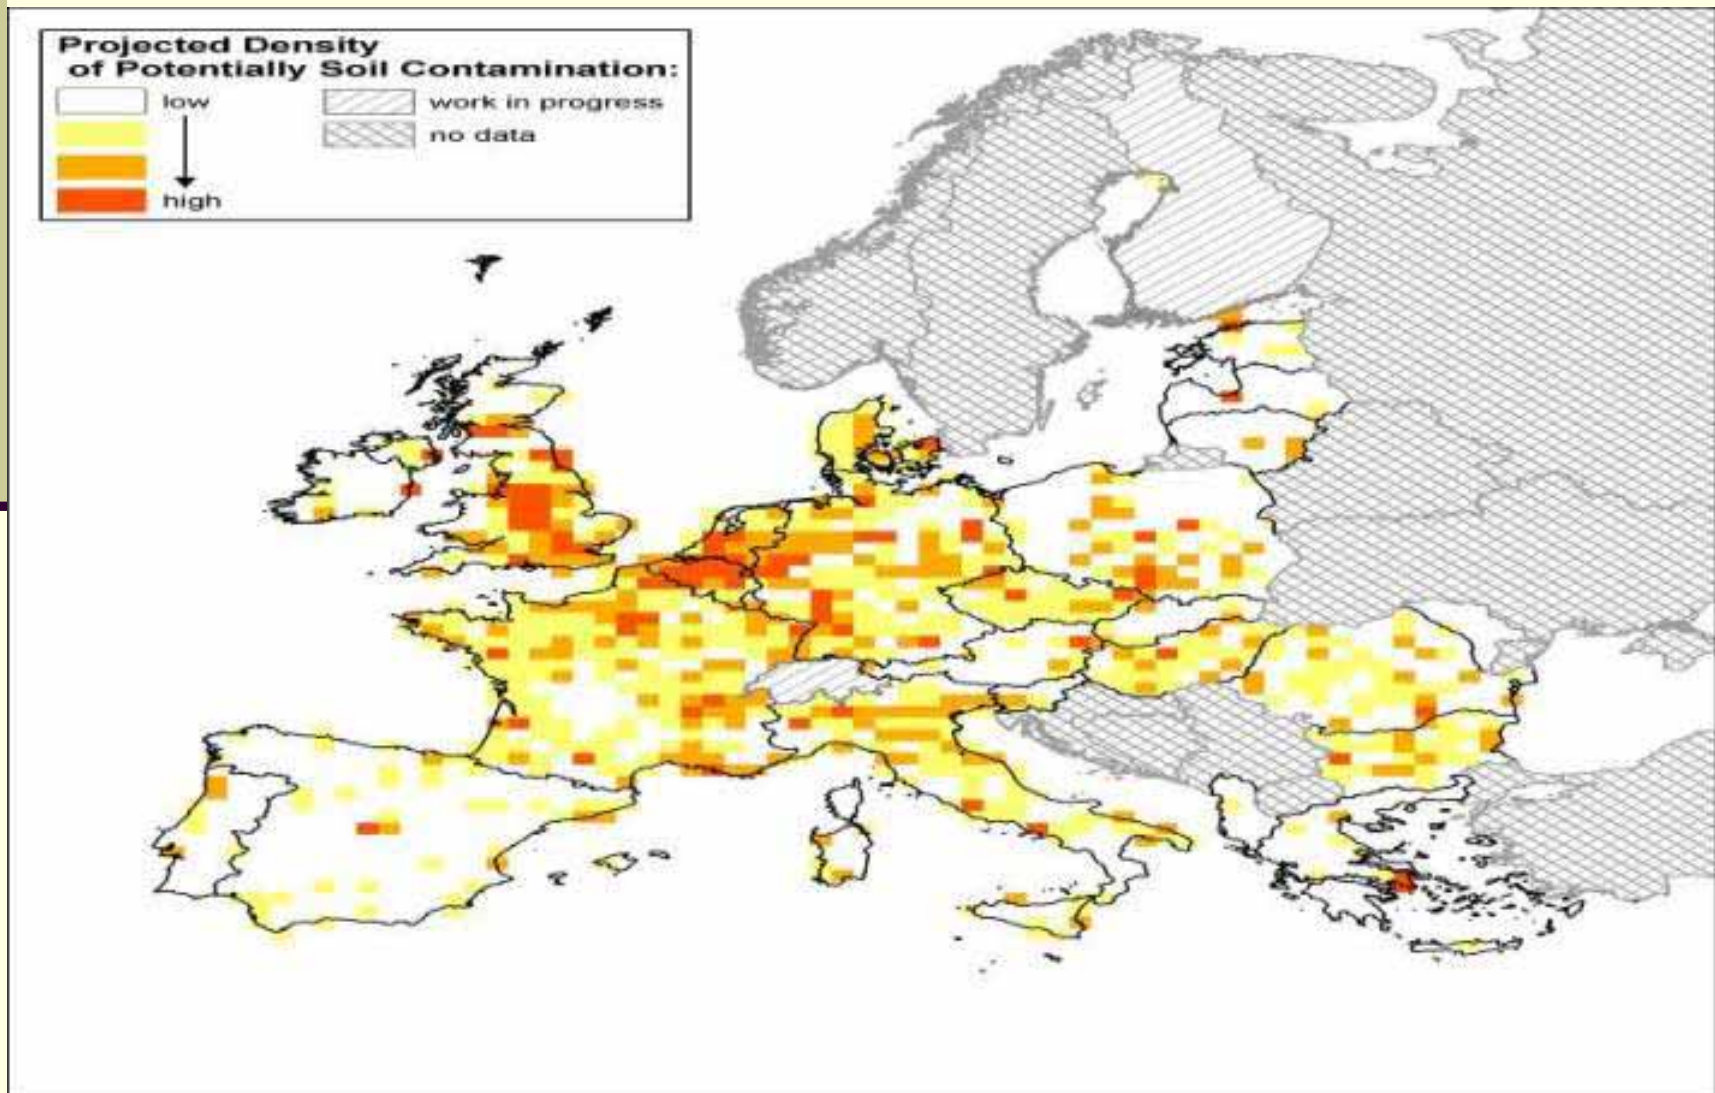 Projected Density
of Potentially Soil Contamination:
low
high
work in progress
no data